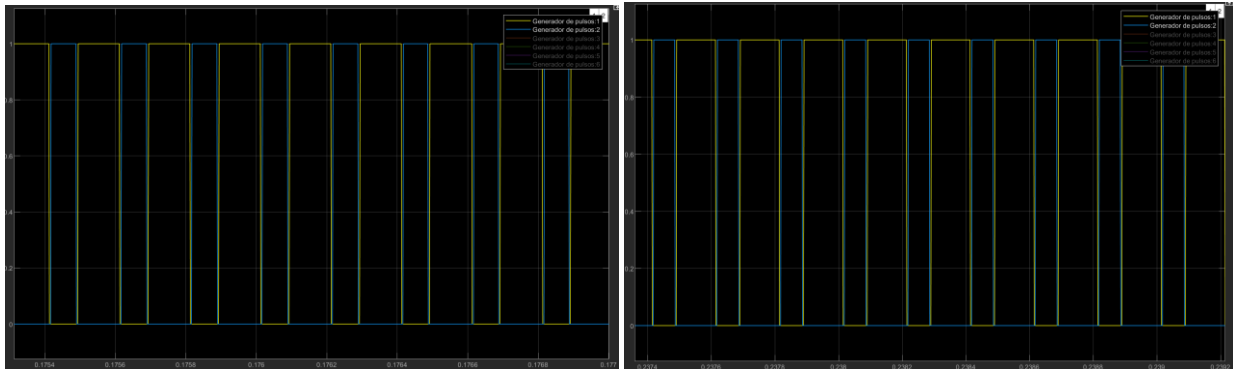 Generador de pulsos:1
Generador de pulsos:2
Generador de pulsos:3
Generador de pulsos:4
Generador de pulsos:5
Generador de pulsos:6
1
0.8
0.6
0.4
0.2
0
0.1754 0.1756 0.1758 0.176 0.1762 0.1764 0.1766 0.1768 0.177
Generador de pulsos:1
Generador de pulsos:2
Generador de pulsos:3
Generador de pulsos:4
Generador de pulsos:5
Generador de pulsos:6
1
0.8
0.6
0.4
0.2
0
0.2374 0.2376 0.2378 0.238 0.2382 0.2384 0.2386 0.2388 0.239 0.2392